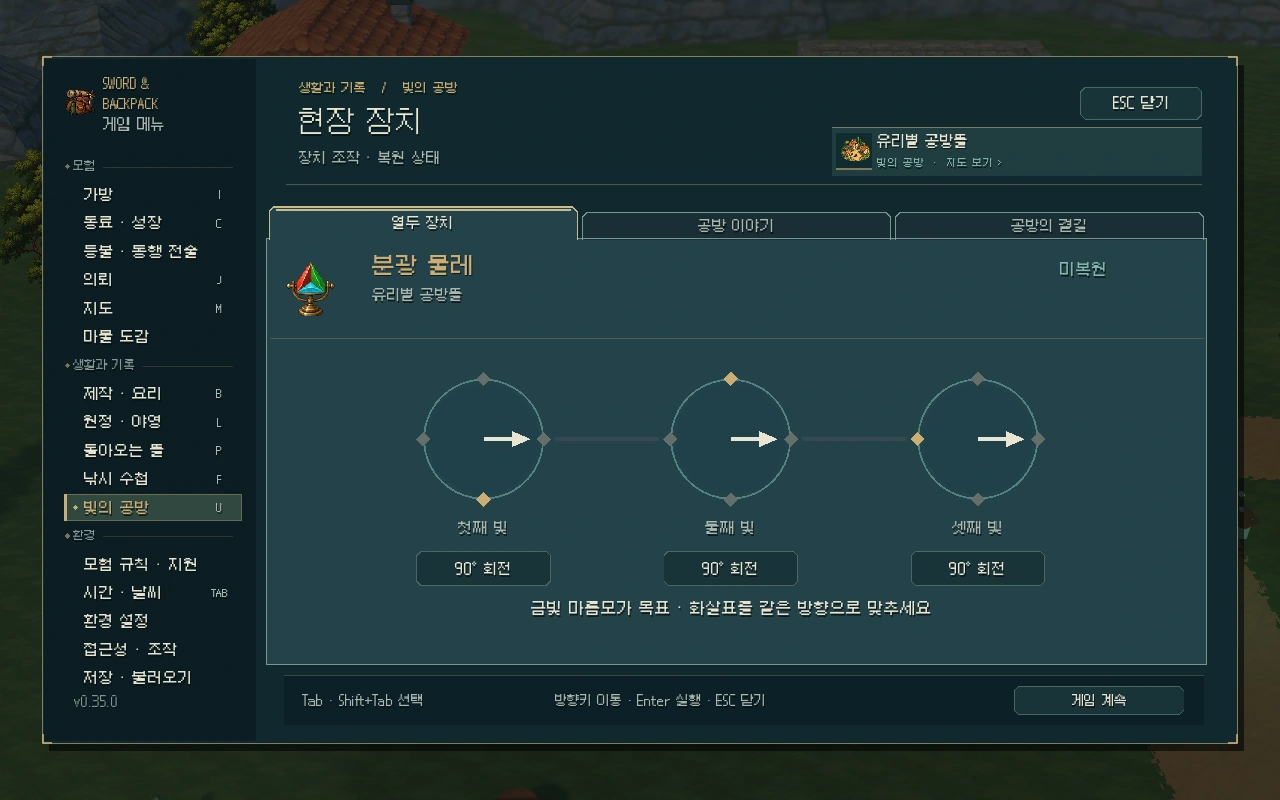 SWORD &
BACKPACK
게임 메뉴
모험
가방 I
동료 · 성장 C
등불 · 동행 전술
의뢰 J
지도 M
마물 도감
생활과 기록
제작 · 요리 B
원정 · 야영 L
돌아오는 뜰 P
낚시 수첩 F
빛의 공방 U
환경
모험 규칙 · 지원
시간 · 날씨 TAB
환경 설정
접근성 · 조작
저장 · 불러오기
v0.35.0
생활과 기록 / 빛의 공방
현장 장치
장치 조작 · 복원 상태
ESC 닫기
유리별 공방뜰
빛의 공방 · 지도 보기 ›
열두 장치
공방 이야기
공방의 곁길
분광 물레
유리별 공방뜰
미복원
첫째 빛
둘째 빛
셋째 빛
90° 회전
90° 회전
90° 회전
금빛 마름모가 목표 · 화살표를 같은 방향으로 맞추세요
Tab · Shift+Tab 선택
방향키 이동 · Enter 실행 · ESC 닫기
게임 계속